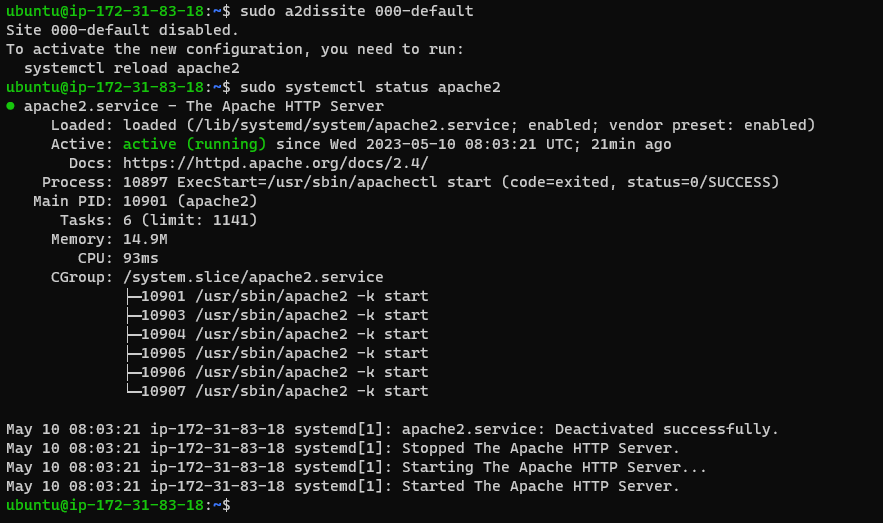 ubuntu@ip-172-31-83-18:~$ sudo a2dissite 000-default
Site 000-default disabled.
To activate the new configuration, you need to run:
  systemctl reload apache2
ubuntu@ip-172-31-83-18:~$ sudo systemctl status apache2
● apache2.service - The Apache HTTP Server
     Loaded: loaded (/lib/systemd/system/apache2.service; enabled; vendor preset: enabled)
     Active: active (running) since Wed 2023-05-10 08:03:21 UTC; 21min ago
       Docs: https://httpd.apache.org/docs/2.4/
    Process: 10897 ExecStart=/usr/sbin/apachectl start (code=exited, status=0/SUCCESS)
   Main PID: 10901 (apache2)
      Tasks: 6 (limit: 1141)
     Memory: 14.9M
        CPU: 93ms
     CGroup: /system.slice/apache2.service
             ├─10901 /usr/sbin/apache2 -k start
             ├─10903 /usr/sbin/apache2 -k start
             ├─10904 /usr/sbin/apache2 -k start
             ├─10905 /usr/sbin/apache2 -k start
             ├─10906 /usr/sbin/apache2 -k start
             └─10907 /usr/sbin/apache2 -k start

May 10 08:03:21 ip-172-31-83-18 systemd[1]: apache2.service: Deactivated successfully.
May 10 08:03:21 ip-172-31-83-18 systemd[1]: Stopped The Apache HTTP Server.
May 10 08:03:21 ip-172-31-83-18 systemd[1]: Starting The Apache HTTP Server...
May 10 08:03:21 ip-172-31-83-18 systemd[1]: Started The Apache HTTP Server.
ubuntu@ip-172-31-83-18:~$